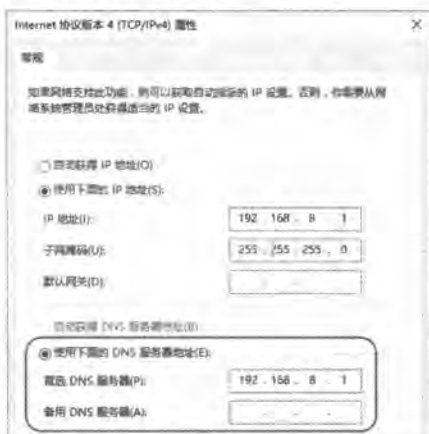 Internet 协议版本 4 (TCP/IPv4) 属性
常规
如果网络支持此功能，则可以获取自动指派的 IP 设置。否则，你需要从网
络系统管理员处获得适当的 IP 设置。
自动获得 IP 地址(O)
使用下面的 IP 地址(S):
IP 地址(I): 192 . 168 . 8 . 1
子网掩码(U): 255 . 255 . 255 . 0
默认网关(D): . . .
自动获得 DNS 服务器地址(B)
使用下面的 DNS 服务器地址(E):
首选 DNS 服务器(P): 192 . 168 . 8 . 1
备用 DNS 服务器(A): . . .